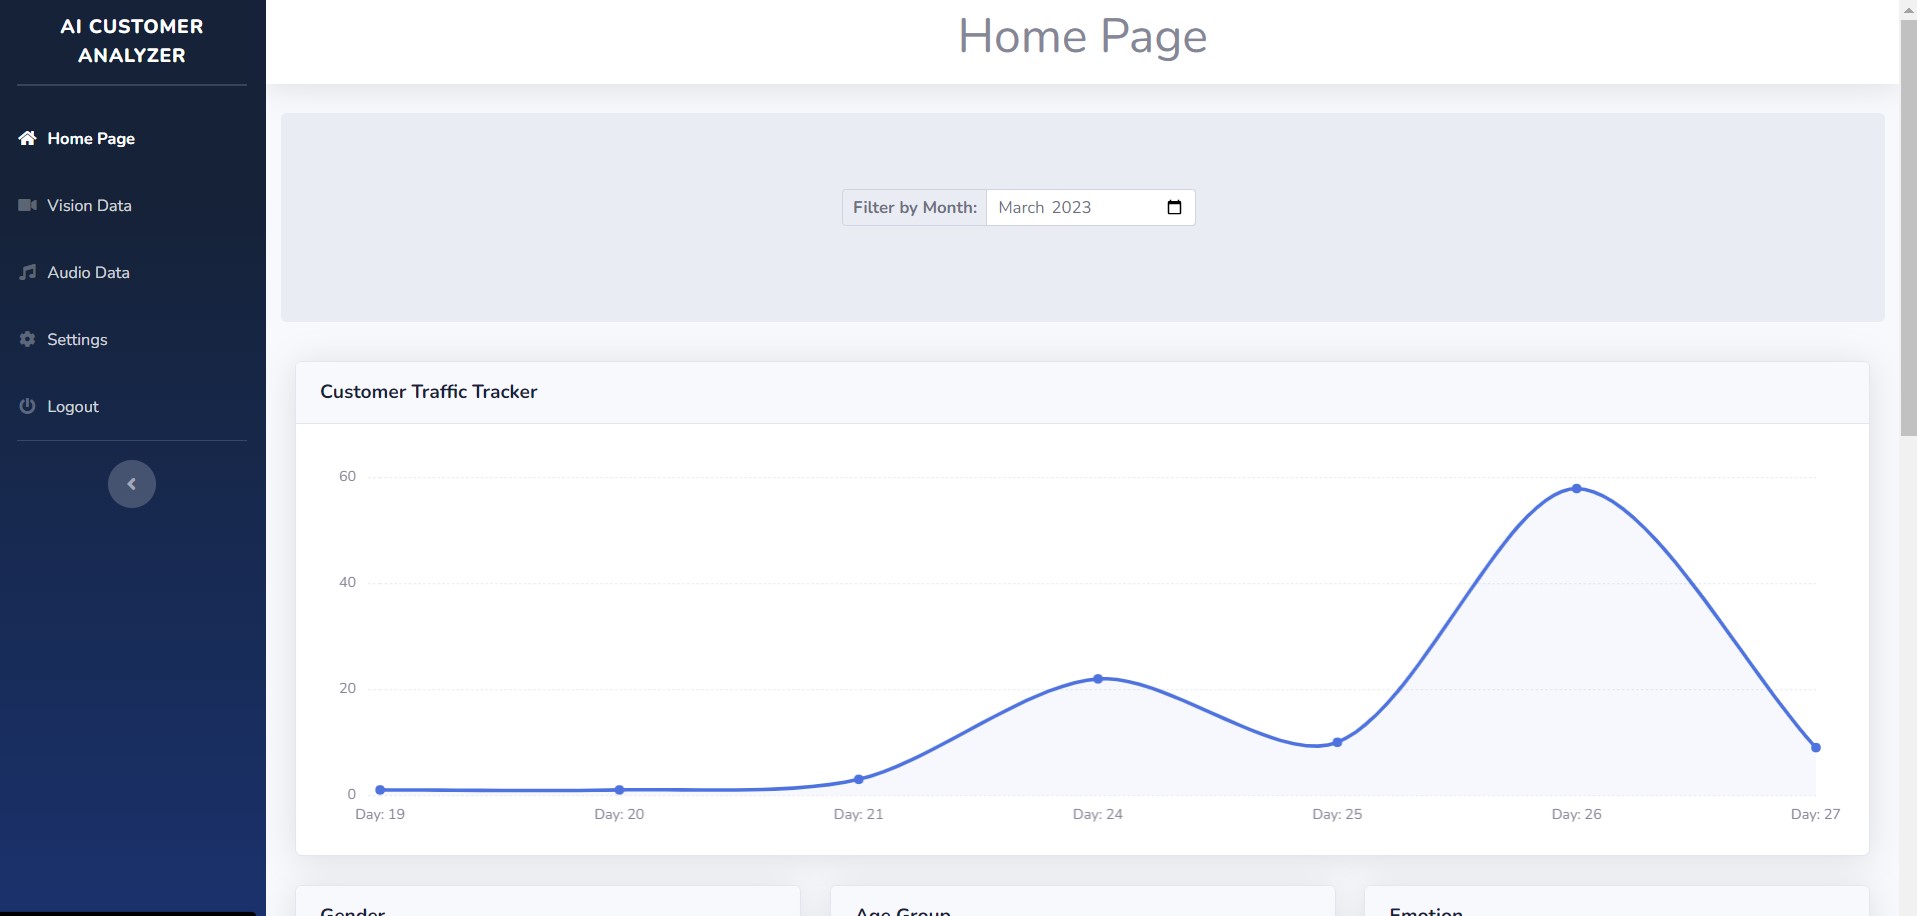 AI CUSTOMER
ANALYZER
Home Page
Vision Data
Audio Data
Settings
Logout
Home Page
Filter by Month: March 2023
Customer Traffic Tracker
60
40
20
0
Day: 19 Day: 20 Day: 21 Day: 24 Day: 25 Day: 26 Day: 27
Gender Age Group Emotion